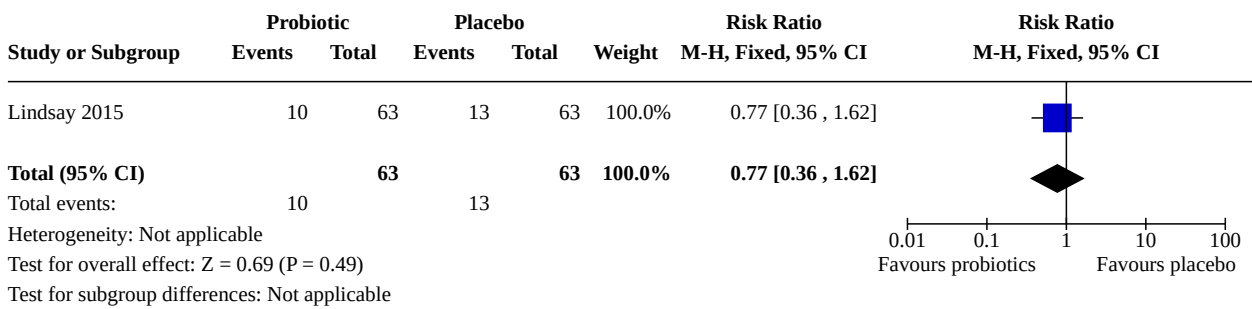 Probiotic Placebo Risk Ratio Risk Ratio
Study or Subgroup Events Total Events Total Weight M-H, Fixed, 95% CI M-H, Fixed, 95% CI
Lindsay 2015 10 63 13 63 100.0% 0.77 [0.36 , 1.62]
Total (95% CI) 63 63 100.0% 0.77 [0.36 , 1.62]
Total events: 10 13
Heterogeneity: Not applicable
Test for overall effect: Z = 0.69 (P = 0.49)
Test for subgroup differences: Not applicable
0.01 0.1 1 10 100
Favours probiotics Favours placebo